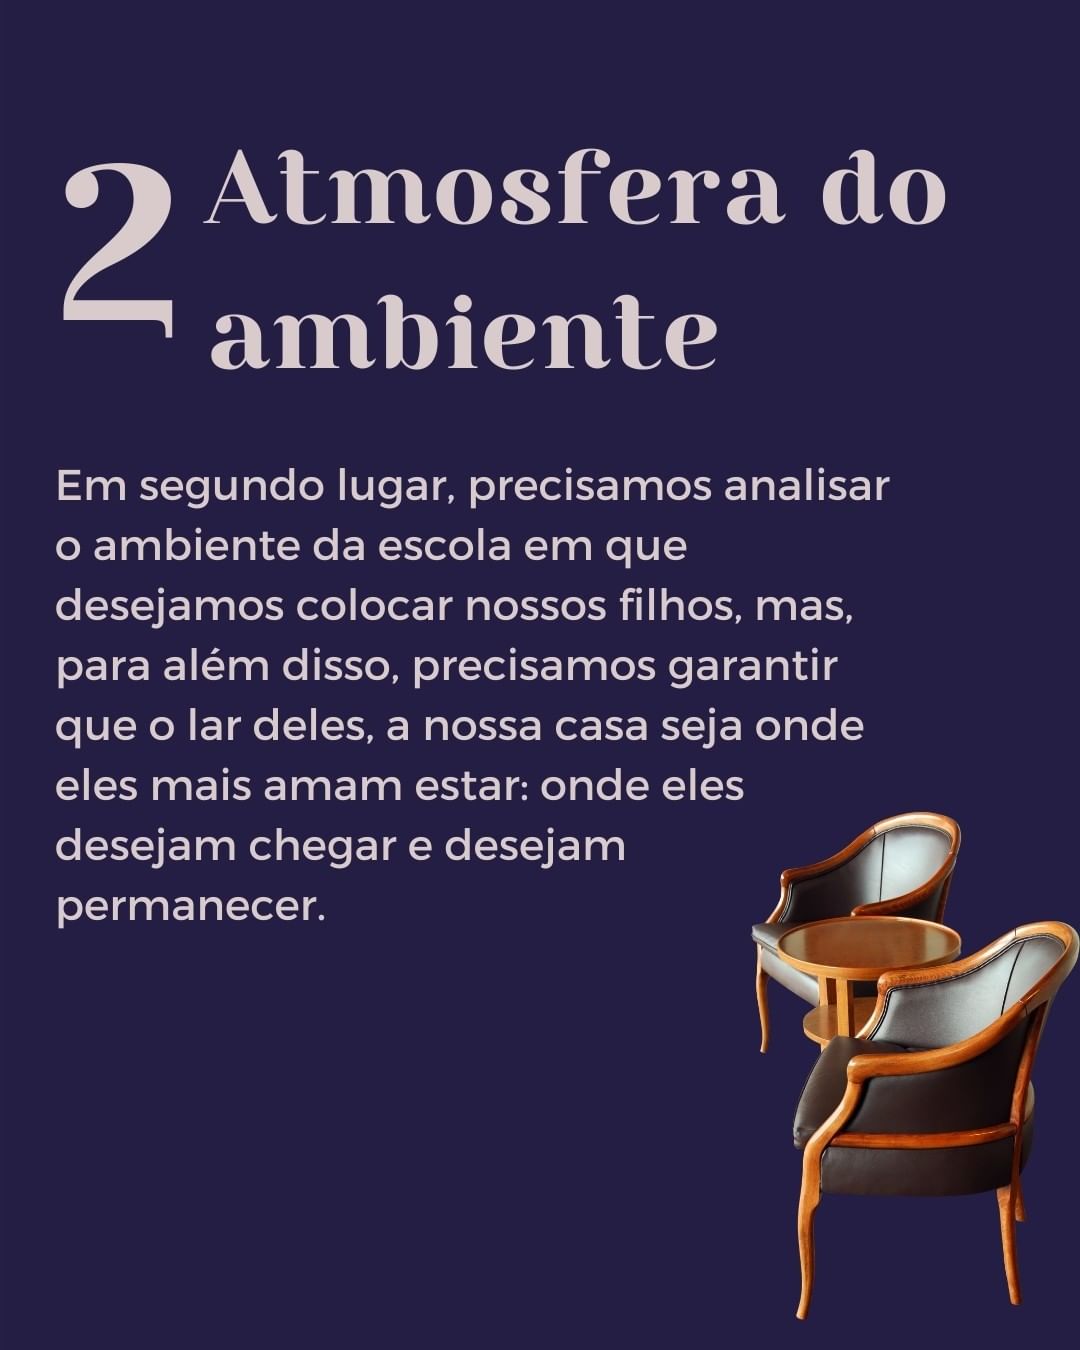 2 Atmosfera do
ambiente
Em segundo lugar, precisamos analisar
o ambiente da escola em que
desejamos colocar nossos filhos, mas,
para além disso, precisamos garantir
que o lar deles, a nossa casa seja onde
eles mais amam estar: onde eles
desejam chegar e desejam
permanecer.